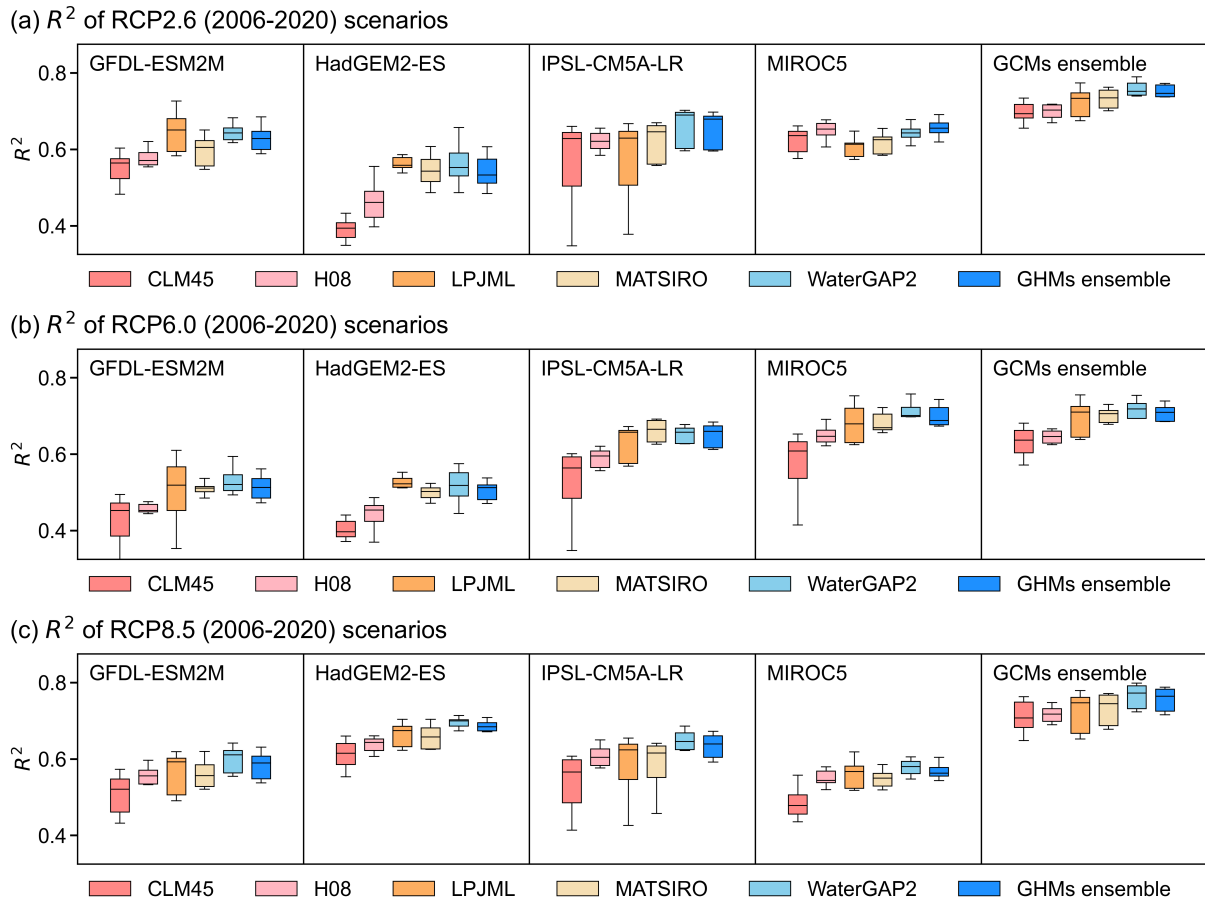 (a) R² of RCP2.6 (2006-2020) scenarios
GFDL-ESM2M HadGEM2-ES IPSL-CM5A-LR MIROC5 GCMs ensemble
0.8
0.6
0.4
R²
CLM45 H08 LPJML MATSIRO WaterGAP2 GHMs ensemble
(b) R² of RCP6.0 (2006-2020) scenarios
GFDL-ESM2M HadGEM2-ES IPSL-CM5A-LR MIROC5 GCMs ensemble
0.8
0.6
0.4
R²
CLM45 H08 LPJML MATSIRO WaterGAP2 GHMs ensemble
(c) R² of RCP8.5 (2006-2020) scenarios
GFDL-ESM2M HadGEM2-ES IPSL-CM5A-LR MIROC5 GCMs ensemble
0.8
0.6
0.4
R²
CLM45 H08 LPJML MATSIRO WaterGAP2 GHMs ensemble